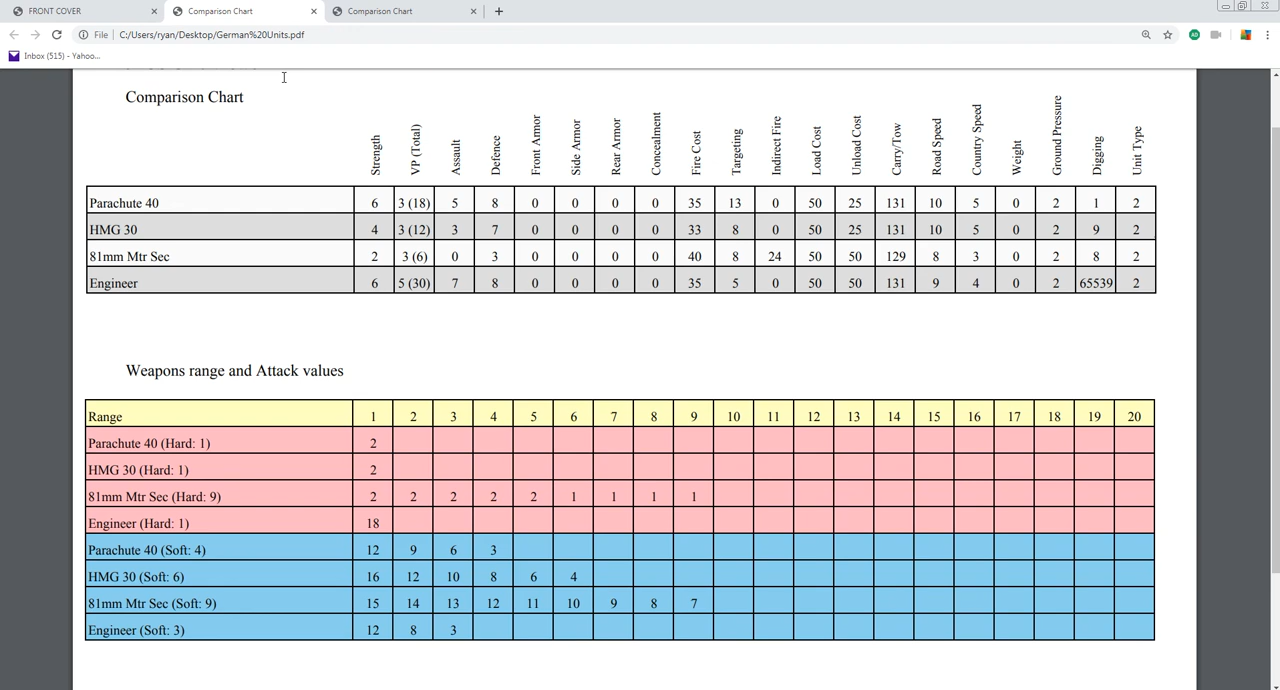 FRONT COVER Comparison Chart Comparison Chart
File C:/Users/ryan/Desktop/German%20Units.pdf
Inbox (515) - Yahoo...
Comparison Chart
Strength VP (Total) Assault Defence Front Armor Side Armor Rear Armor Concealment Fire Cost Targeting Indirect Fire Load Cost Unload Cost Carry/Tow Road Speed Country Speed Weight Ground Pressure Digging Unit Type
Parachute 40 6 3 (18) 5 8 0 0 0 0 35 13 0 50 25 131 10 5 0 2 1 2
HMG 30 4 3 (12) 3 7 0 0 0 0 33 8 0 50 25 131 10 5 0 2 9 2
81mm Mtr Sec 2 3 (6) 0 3 0 0 0 0 40 8 24 50 50 129 8 3 0 2 8 2
Engineer 6 5 (30) 7 8 0 0 0 0 35 5 0 50 50 131 9 4 0 2 65539 2
Weapons range and Attack values
Range 1 2 3 4 5 6 7 8 9 10 11 12 13 14 15 16 17 18 19 20
Parachute 40 (Hard: 1) 2
HMG 30 (Hard: 1) 2
81mm Mtr Sec (Hard: 9) 2 2 2 2 2 1 1 1 1
Engineer (Hard: 1) 18
Parachute 40 (Soft: 4) 12 9 6 3
HMG 30 (Soft: 6) 16 12 10 8 6 4
81mm Mtr Sec (Soft: 9) 15 14 13 12 11 10 9 8 7
Engineer (Soft: 3) 12 8 3